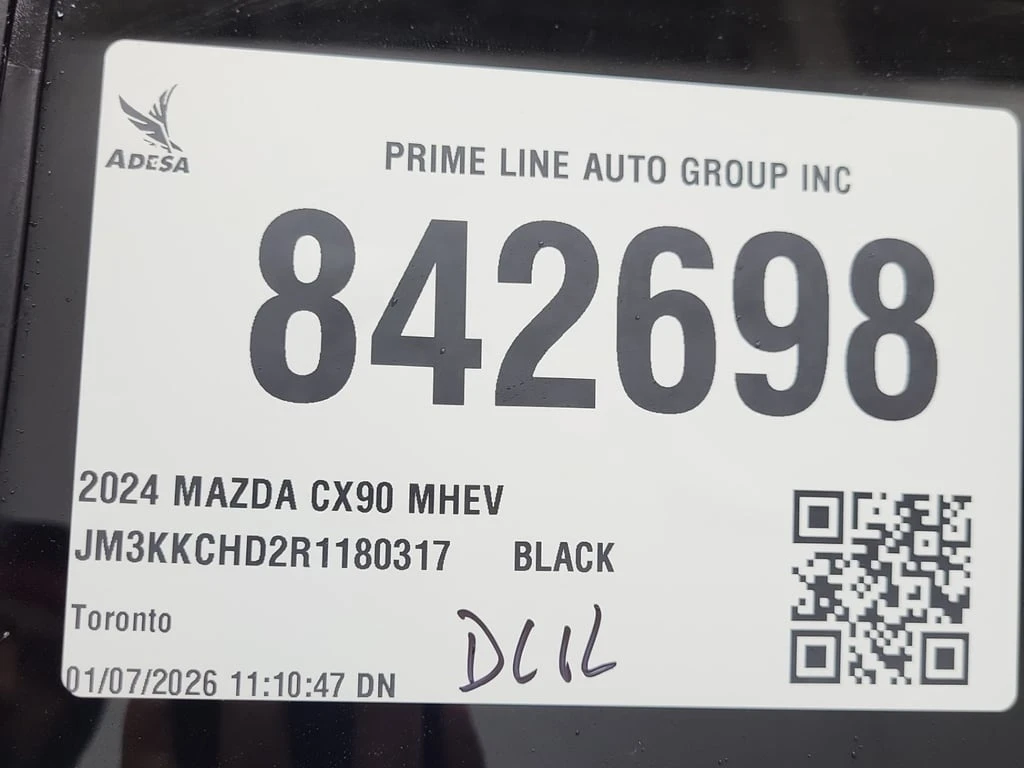 ADESA
PRIME LINE AUTO GROUP INC
842698
2024 MAZDA CX90 MHEV
JM3KKCHD2R1180317 BLACK
Toronto
01/07/2026 11:10:47 DN